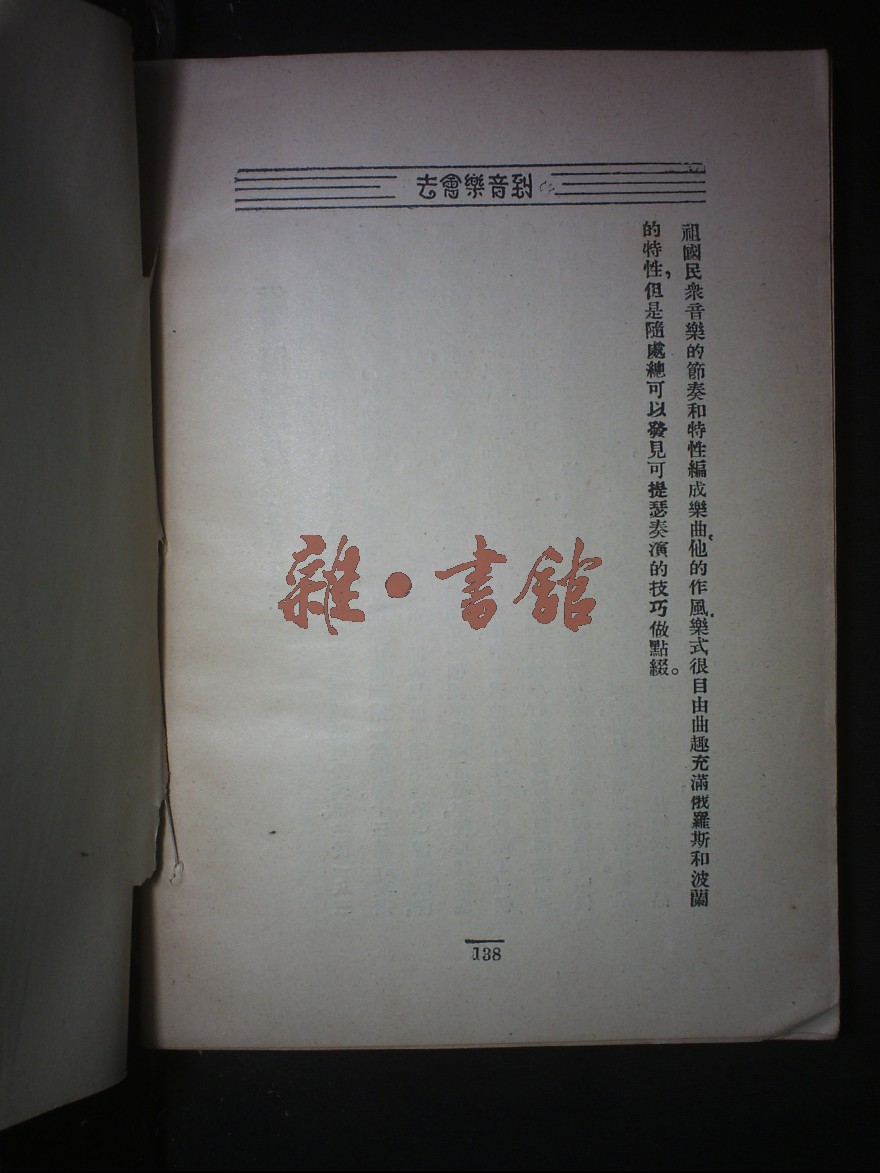 到音樂會去
祖國民衆音樂的節奏和特性編成樂曲。他的作風、樂式很自由曲趣充滿俄羅斯和波蘭
的特性，但是隨處總可以發見可提瑟奏演的技巧做點綴。
雜·書館
138